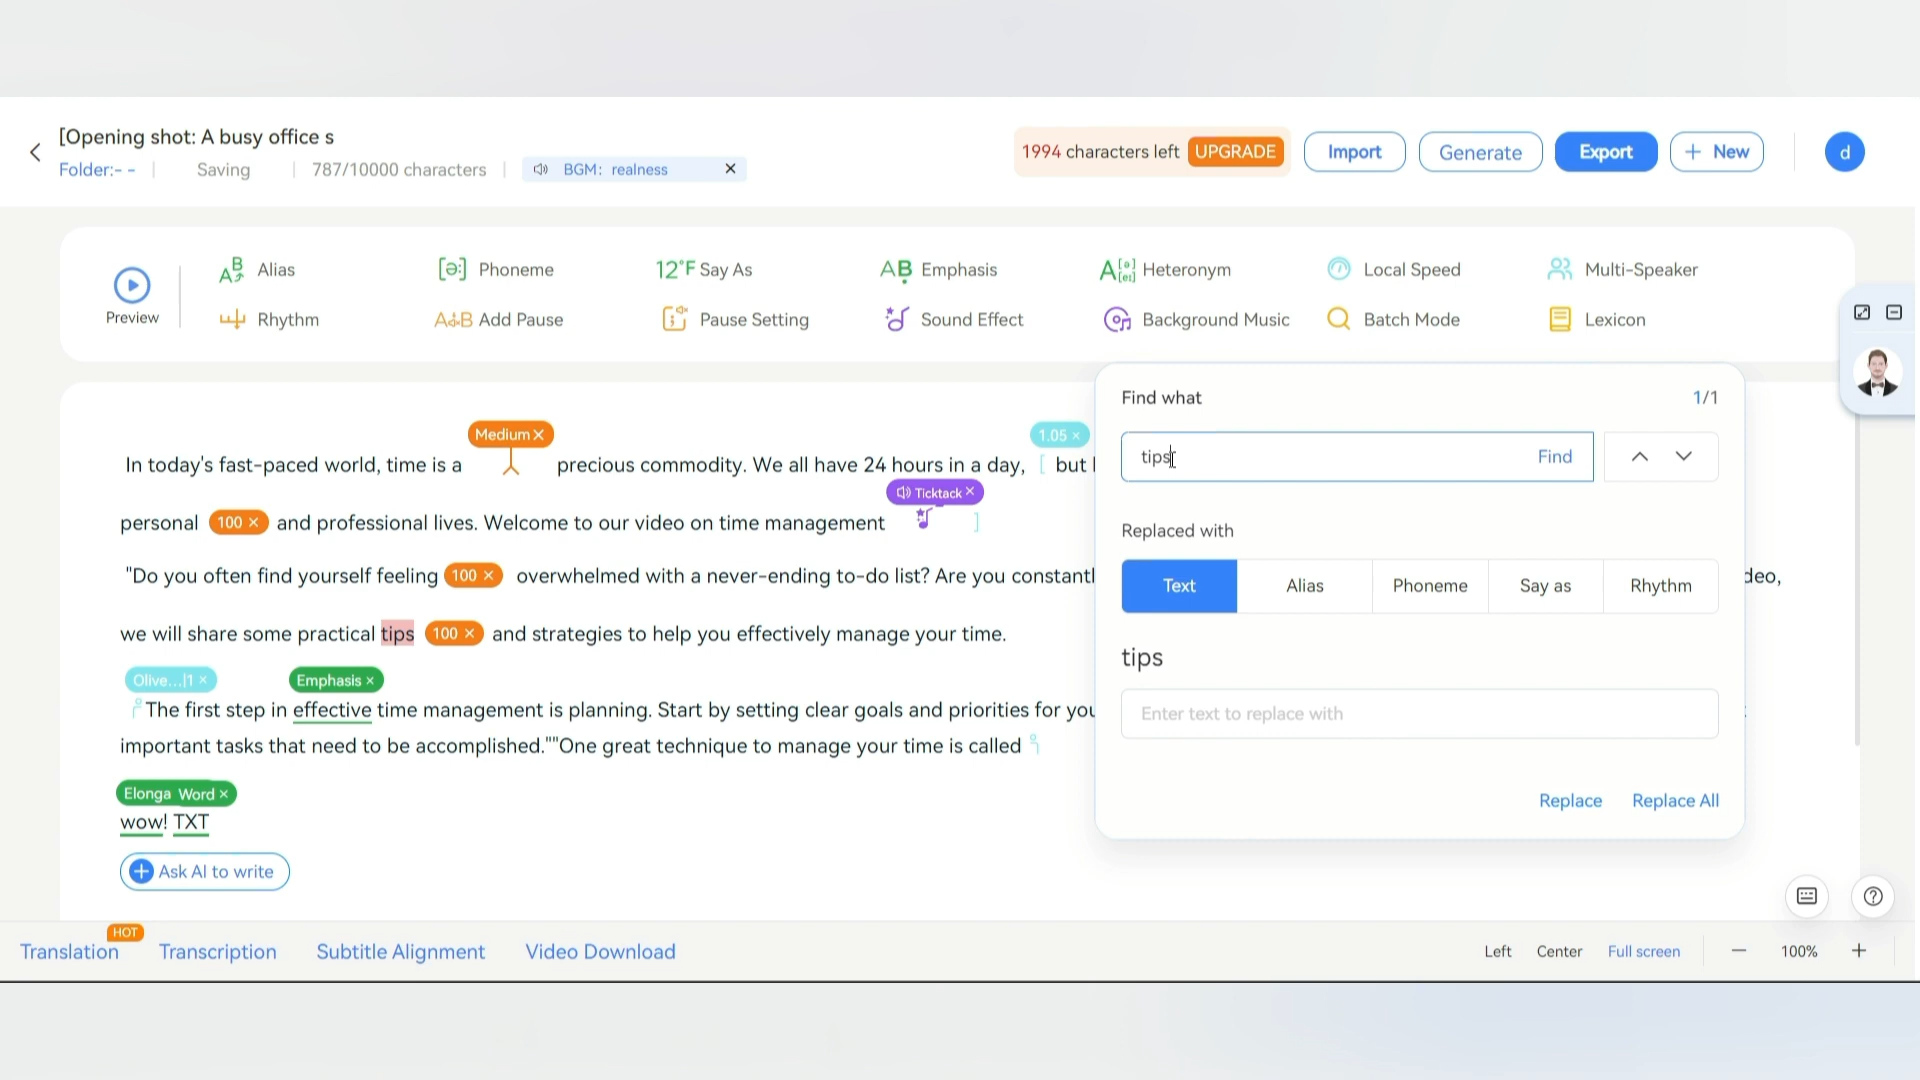 [Opening shot: A busy office s
Folder:- -
Saving
787/10000 characters
BGM: realness
1994 characters left UPGRADE
Import
Generate
Export
New
d
Preview
Alias
Phoneme
12°F Say As
Emphasis
Heteronym
Local Speed
Multi-Speaker
Rhythm
Add Pause
Pause Setting
Sound Effect
Background Music
Batch Mode
Lexicon
Medium
1.05
In today's fast-paced world, time is a precious commodity. We all have 24 hours in a day, [ but
Ticktack
personal 100 and professional lives. Welcome to our video on time management ]
"Do you often find yourself feeling 100 overwhelmed with a never-ending to-do list? Are you constantl
deo,
we will share some practical tips 100 and strategies to help you effectively manage your time.
Olive...|1
Emphasis
The first step in effective time management is planning. Start by setting clear goals and priorities for you
important tasks that need to be accomplished.""One great technique to manage your time is called
Elonga Word
wow! TXT
Ask AI to write
Find what
1/1
tips
Find
Replaced with
Text
Alias
Phoneme
Say as
Rhythm
tips
Enter text to replace with
Replace
Replace All
HOT
Translation
Transcription
Subtitle Alignment
Video Download
Left
Center
Full screen
100%